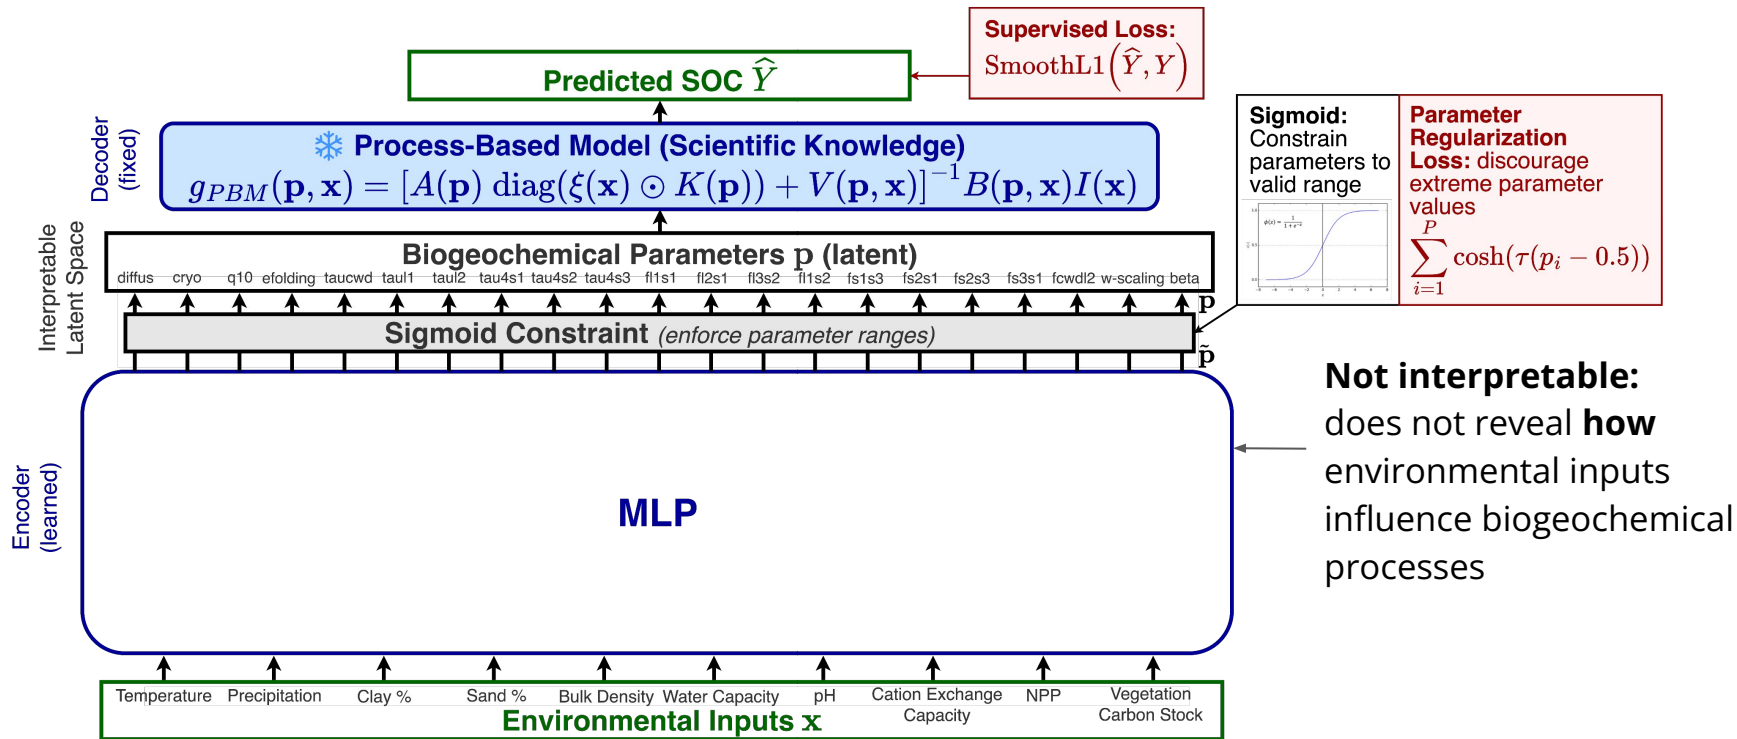 Supervised Loss:
SmoothL1(Ŷ, Y)
Predicted SOC Ŷ
Decoder
(fixed)
Process-Based Model (Scientific Knowledge)
g_{PBM}(p, x) = [A(p) diag(ξ(x) ⊙ K(p)) + V(p, x)]^{-1} B(p, x)I(x)
Sigmoid:
Constrain
parameters to
valid range
Parameter
Regularization
Loss: discourage
extreme parameter
values
\sum_{i=1}^{P} cosh(τ(p_i − 0.5))
Interpretable
Latent Space
Biogeochemical Parameters p (latent)
diffus cryo q10 efolding taucwd taul1 taul2 tau4s1 tau4s2 tau4s3 fl1s1 fl2s1 fl3s2 fl1s2 fs1s3 fs2s1 fs2s3 fs3s1 fcwdl2 w-scaling beta
p
Sigmoid Constraint (enforce parameter ranges)
p̃
Encoder
(learned)
MLP
Not interpretable:
does not reveal how
environmental inputs
influence biogeochemical
processes
Temperature Precipitation Clay % Sand % Bulk Density Water Capacity pH Cation Exchange Capacity NPP Vegetation Carbon Stock
Environmental Inputs x